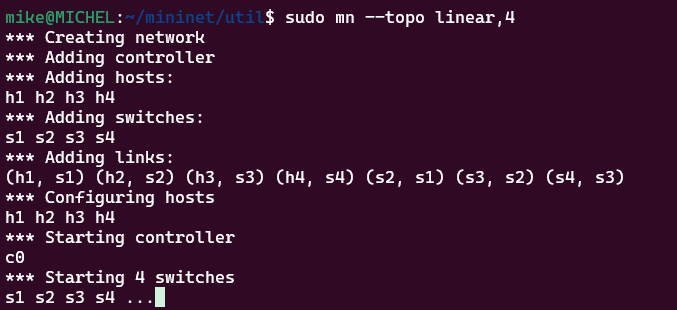 mike@MICHEL:~/mininet/util$ sudo mn --topo linear,4
*** Creating network
*** Adding controller
*** Adding hosts:
h1 h2 h3 h4
*** Adding switches:
s1 s2 s3 s4
*** Adding links:
(h1, s1) (h2, s2) (h3, s3) (h4, s4) (s2, s1) (s3, s2) (s4, s3)
*** Configuring hosts
h1 h2 h3 h4
*** Starting controller
c0
*** Starting 4 switches
s1 s2 s3 s4 ...